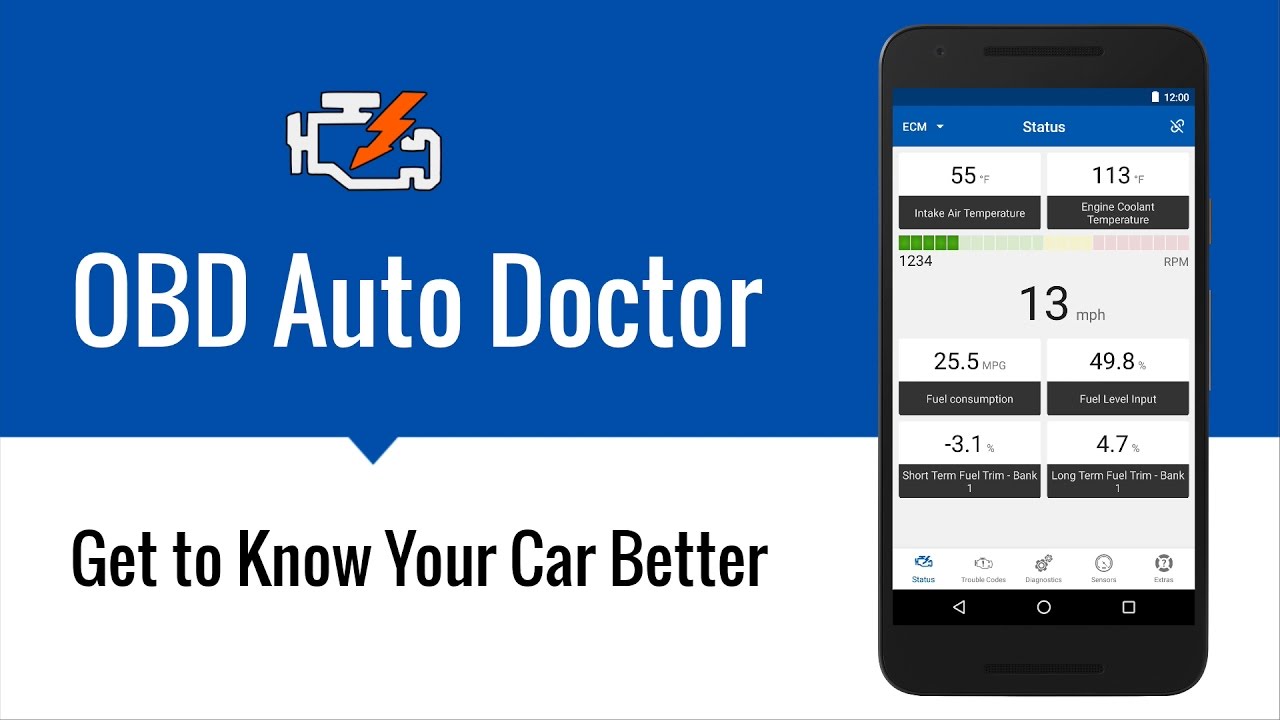 OBD Auto Doctor
Get to Know Your Car Better
12:00
ECM
Status
55 °F
113 °F
Intake Air Temperature
Engine Coolant
Temperature
1234
RPM
13 mph
25.5 MPG
49.8 %
Fuel consumption
Fuel Level Input
-3.1 %
4.7 %
Short Term Fuel Trim - Bank
1
Long Term Fuel Trim - Bank
1
Status
Trouble Codes
Diagnostics
Sensors
Extras